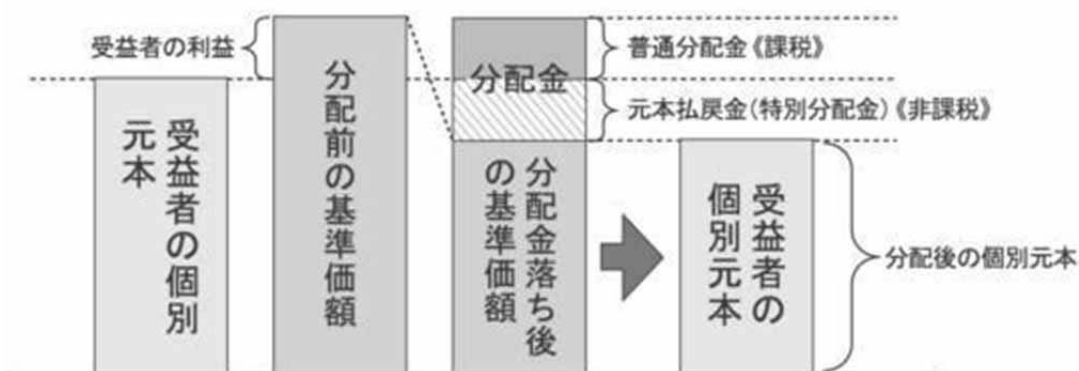 受益者の利益
受益者の個別
元本
分配前の基準価額
分配金
分配金落ち後
の基準価額
普通分配金《課税》
元本払戻金(特別分配金)《非課税》
受益者の
個別元本
分配後の個別元本